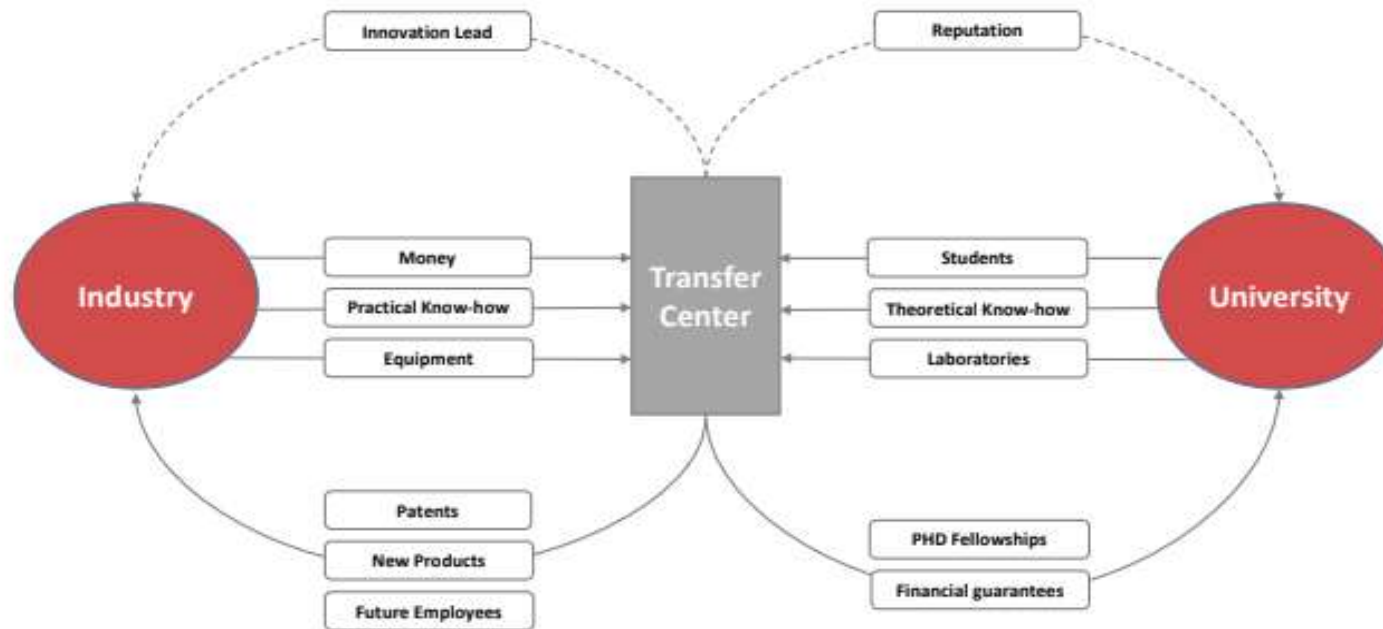 Innovation Lead
Reputation
Industry
Money
Practical Know-how
Equipment
Transfer
Center
Students
Theoretical Know-how
Laboratories
University
Patents
New Products
Future Employees
PHD Fellowships
Financial guarantees